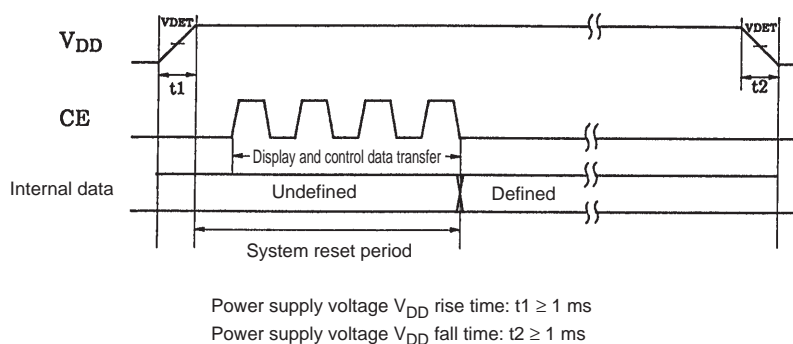 VDET VDET
VDD
t1 t2
CE
Display and control data transfer
Internal data Undefined Defined
System reset period
Power supply voltage VDD rise time: t1 ≥ 1 ms
Power supply voltage VDD fall time: t2 ≥ 1 ms